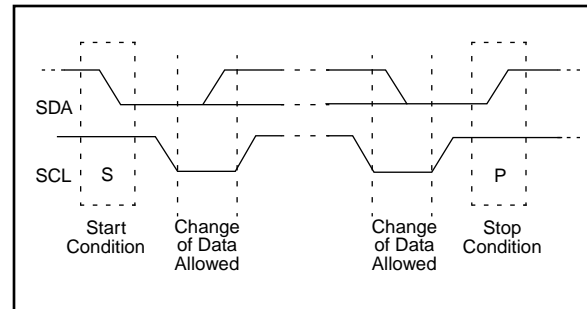 SDA
SCL
S
P
Start
Condition
Change
of Data
Allowed
Change
of Data
Allowed
Stop
Condition